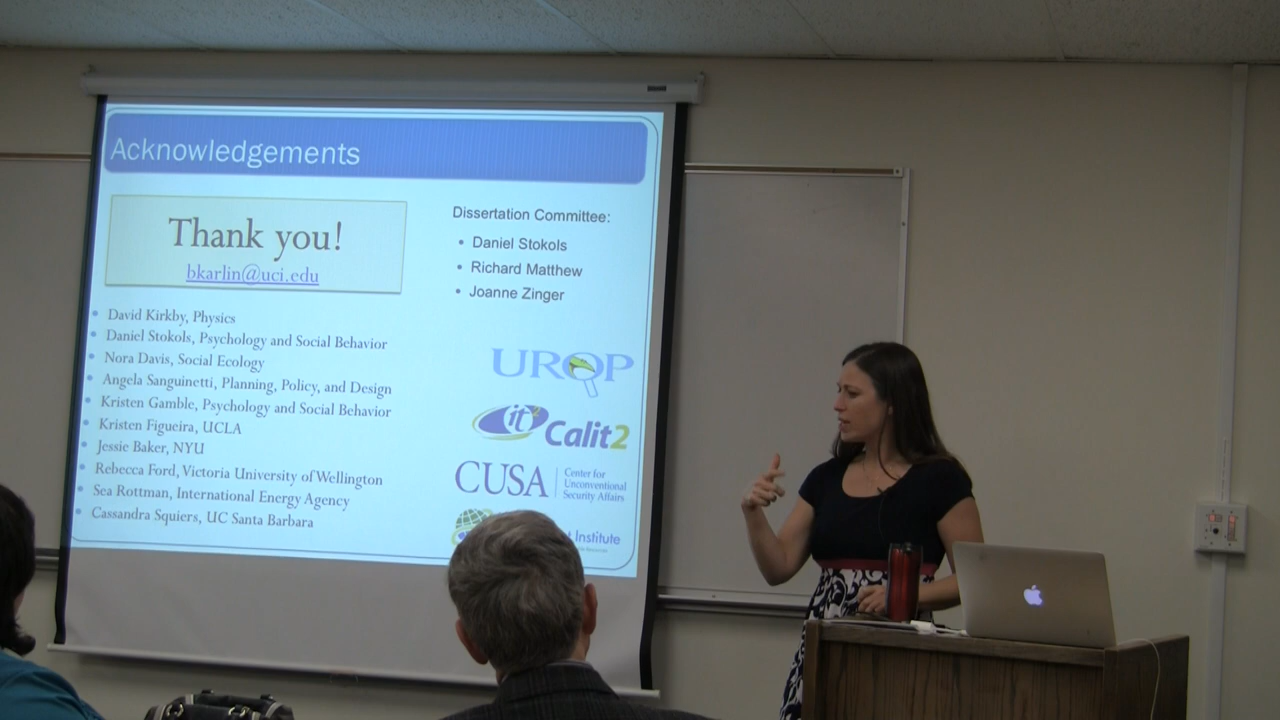 Acknowledgements
Thank you!
bkarlin@uci.edu
• David Kirkby, Physics
• Daniel Stokols, Psychology and Social Behavior
• Nora Davis, Social Ecology
• Angela Sanguinetti, Planning, Policy, and Design
• Kristen Gamble, Psychology and Social Behavior
• Kristen Figueira, UCLA
• Jessie Baker, NYU
• Rebecca Ford, Victoria University of Wellington
• Sea Rottman, International Energy Agency
• Cassandra Squiers, UC Santa Barbara
Dissertation Committee:
• Daniel Stokols
• Richard Matthew
• Joanne Zinger
UROP
it2 Calit2
CUSA
Center for
Unconventional
Security Affairs
Institute